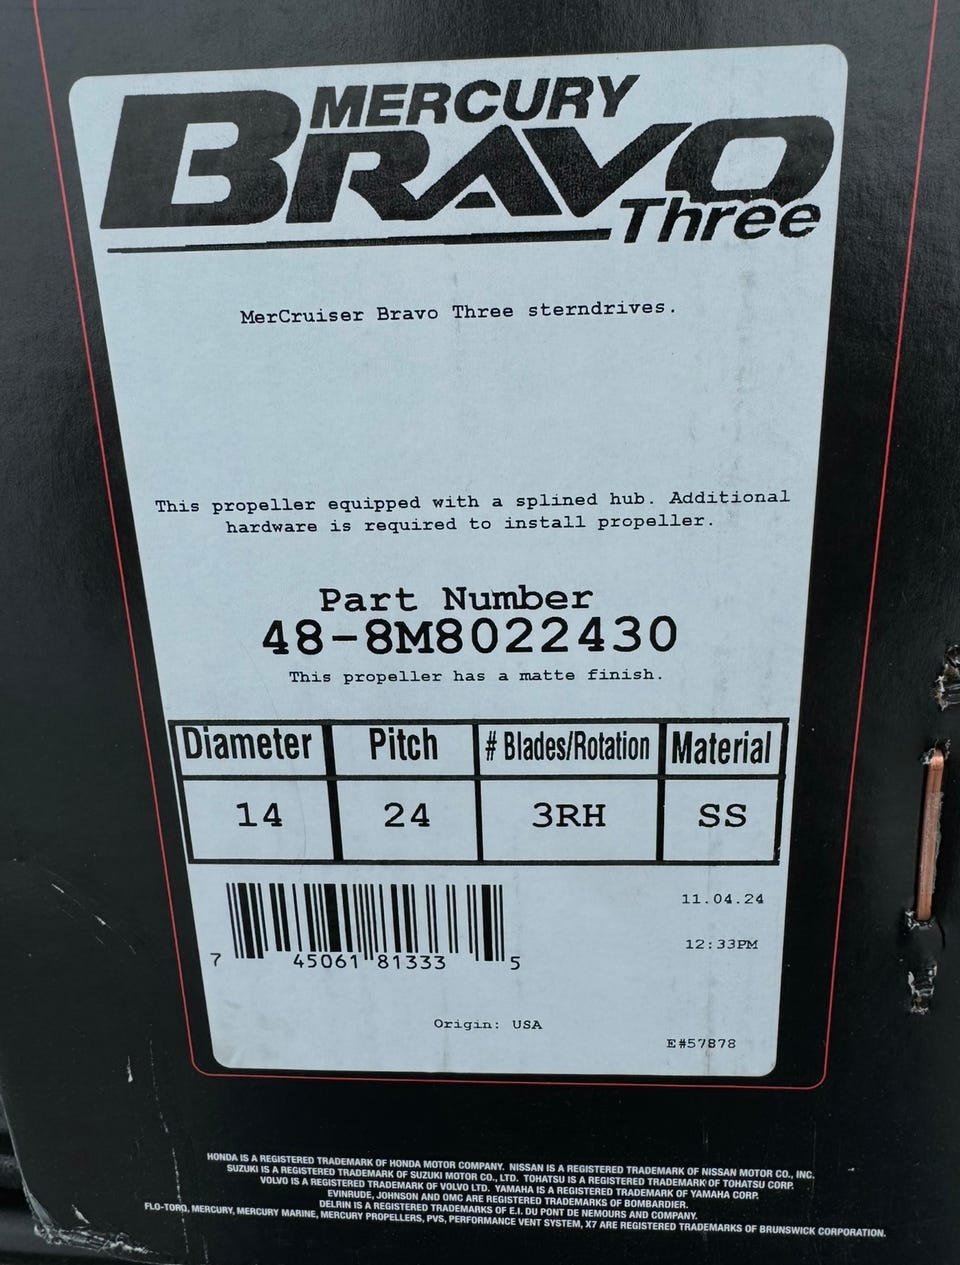 MERCURY
BRAVO
Three
MerCruiser Bravo Three sterndrives.
This propeller equipped with a splined hub. Additional
hardware is required to install propeller.
Part Number
48-8M8022430
This propeller has a matte finish.
Diameter Pitch # Blades/Rotation Material
14 24 3RH SS
7 45061 81333 5
11.04.24
12:33PM
Origin: USA
E#57878
HONDA IS A REGISTERED TRADEMARK OF HONDA MOTOR COMPANY. NISSAN IS A REGISTERED TRADEMARK OF NISSAN MOTOR CO., INC.
SUZUKI IS A REGISTERED TRADEMARK OF SUZUKI MOTOR CO., LTD. TOHATSU IS A REGISTERED TRADEMARK OF TOHATSU CORP.
VOLVO IS A REGISTERED TRADEMARK OF VOLVO LTD. YAMAHA IS A REGISTERED TRADEMARK OF YAMAHA CORP.
EVINRUDE, JOHNSON AND OMC ARE REGISTERED TRADEMARKS OF BOMBARDIER.
DELRIN IS A REGISTERED TRADEMARKS OF E.I. DU PONT DE NEMOURS AND COMPANY.
FLO-TORQ, MERCURY, MERCURY MARINE, MERCURY PROPELLERS, PVS, PERFORMANCE VENT SYSTEM, X7 ARE REGISTERED TRADEMARKS OF BRUNSWICK CORPORATION.